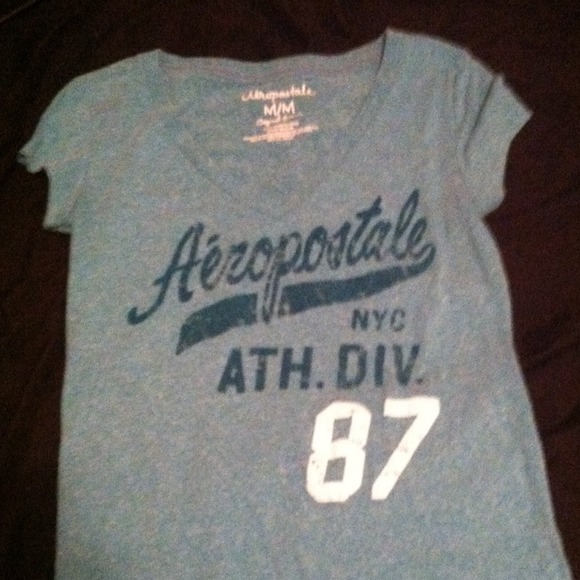 Aéropostale
M/M
Aéropostale
NYC
ATH. DIV.
87